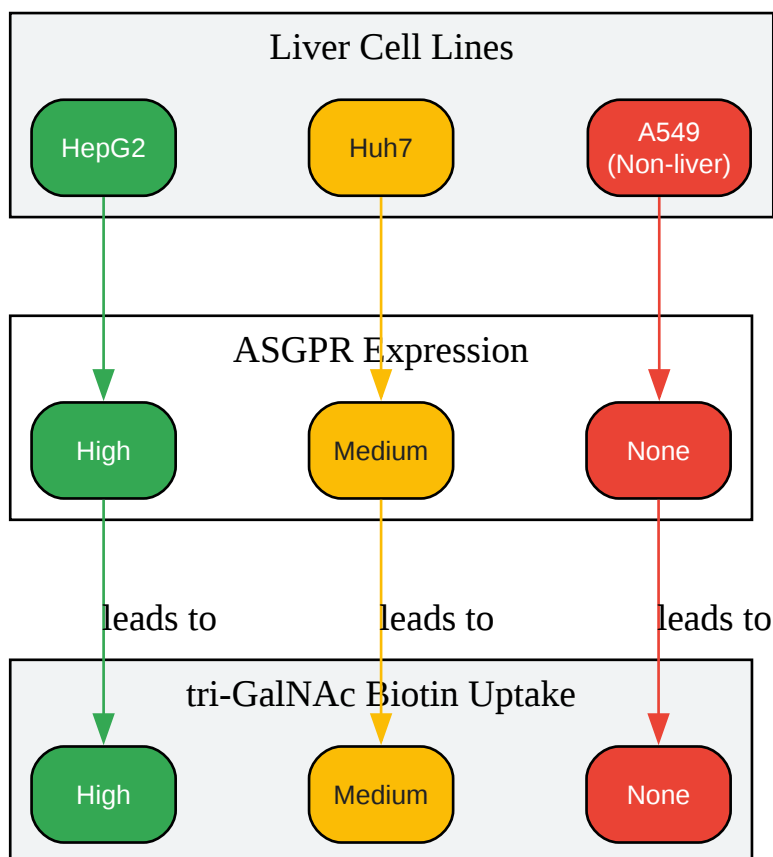 Liver Cell Lines
HepG2
Huh7
A549
(Non-liver)
ASGPR Expression
High
Medium
None
leads to
leads to
leads to
tri-GalNAc Biotin Uptake
High
Medium
None